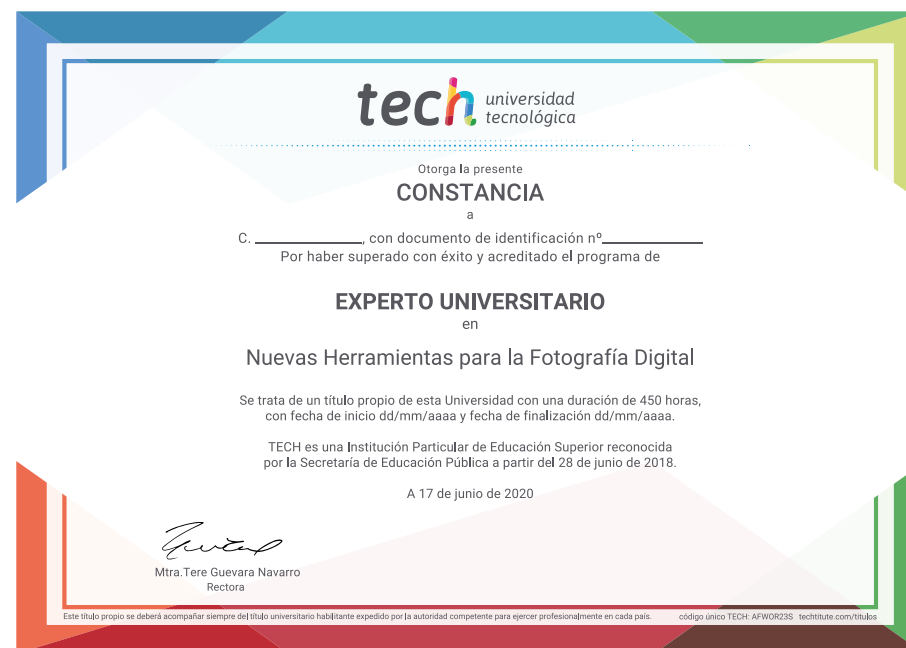 tech universidad
tecnológica
Otorga la presente
CONSTANCIA
a
C. ____________, con documento de identificación nº____________
Por haber superado con éxito y acreditado el programa de
EXPERTO UNIVERSITARIO
en
Nuevas Herramientas para la Fotografía Digital
Se trata de un título propio de esta Universidad con una duración de 450 horas,
con fecha de inicio dd/mm/aaaa y fecha de finalización dd/mm/aaaa.
TECH es una Institución Particular de Educación Superior reconocida
por la Secretaría de Educación Pública a partir del 28 de junio de 2018.
A 17 de junio de 2020
Mtra.Tere Guevara Navarro
Rectora
Este título propio se deberá acompañar siempre del título universitario habilitante expedido por la autoridad competente para ejercer profesionalmente en cada país. código único TECH: AFWOR23S techtitute.com/titulos